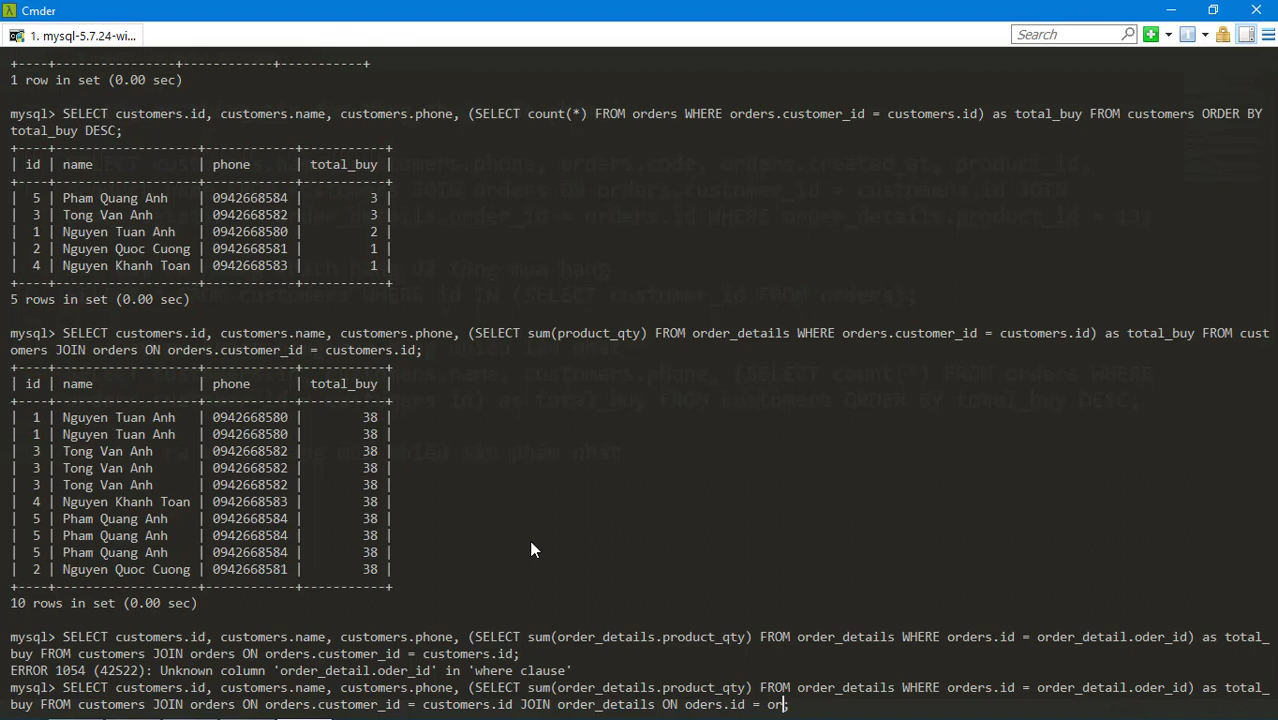 Cmder
1. mysql-5.7.24-wi...
Search
+----+----------------+------------+-----------+
1 row in set (0.00 sec)
mysql> SELECT customers.id, customers.name, customers.phone, (SELECT count(*) FROM orders WHERE orders.customer_id = customers.id) as total_buy FROM customers ORDER BY
total_buy DESC;
+----+------------------+------------+-----------+
| id | name | phone | total_buy |
+----+------------------+------------+-----------+
| 5 | Pham Quang Anh | 0942668584 | 3 |
| 3 | Tong Van Anh | 0942668582 | 3 |
| 1 | Nguyen Tuan Anh | 0942668580 | 2 |
| 2 | Nguyen Quoc Cuong | 0942668581 | 1 |
| 4 | Nguyen Khanh Toan | 0942668583 | 1 |
+----+------------------+------------+-----------+
5 rows in set (0.00 sec)
mysql> SELECT customers.id, customers.name, customers.phone, (SELECT sum(product_qty) FROM order_details WHERE orders.customer_id = customers.id) as total_buy FROM cust
omers JOIN orders ON orders.customer_id = customers.id;
+----+------------------+------------+-----------+
| id | name | phone | total_buy |
+----+------------------+------------+-----------+
| 1 | Nguyen Tuan Anh | 0942668580 | 38 |
| 1 | Nguyen Tuan Anh | 0942668580 | 38 |
| 3 | Tong Van Anh | 0942668582 | 38 |
| 3 | Tong Van Anh | 0942668582 | 38 |
| 3 | Tong Van Anh | 0942668582 | 38 |
| 4 | Nguyen Khanh Toan | 0942668583 | 38 |
| 5 | Pham Quang Anh | 0942668584 | 38 |
| 5 | Pham Quang Anh | 0942668584 | 38 |
| 5 | Pham Quang Anh | 0942668584 | 38 |
| 2 | Nguyen Quoc Cuong | 0942668581 | 38 |
+----+------------------+------------+-----------+
10 rows in set (0.00 sec)
mysql> SELECT customers.id, customers.name, customers.phone, (SELECT sum(order_details.product_qty) FROM order_details WHERE orders.id = order_detail.oder_id) as total_
buy FROM customers JOIN orders ON orders.customer_id = customers.id;
ERROR 1054 (42S22): Unknown column 'order_detail.oder_id' in 'where clause'
mysql> SELECT customers.id, customers.name, customers.phone, (SELECT sum(order_details.product_qty) FROM order_details WHERE orders.id = order_detail.oder_id) as total_
buy FROM customers JOIN orders ON orders.customer_id = customers.id JOIN order_details ON oders.id = or;